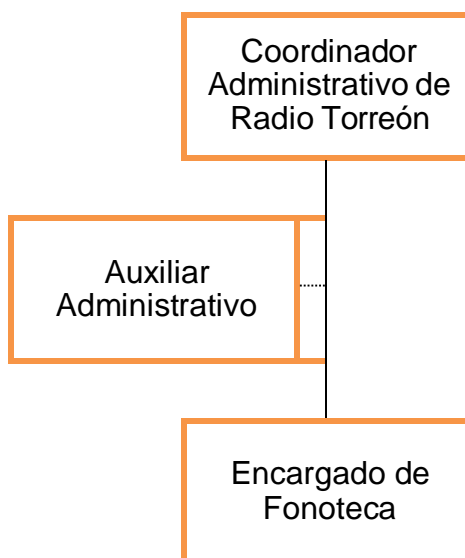 Coordinador
Administrativo de
Radio Torreón
Auxiliar
Administrativo
Encargado de
Fonoteca